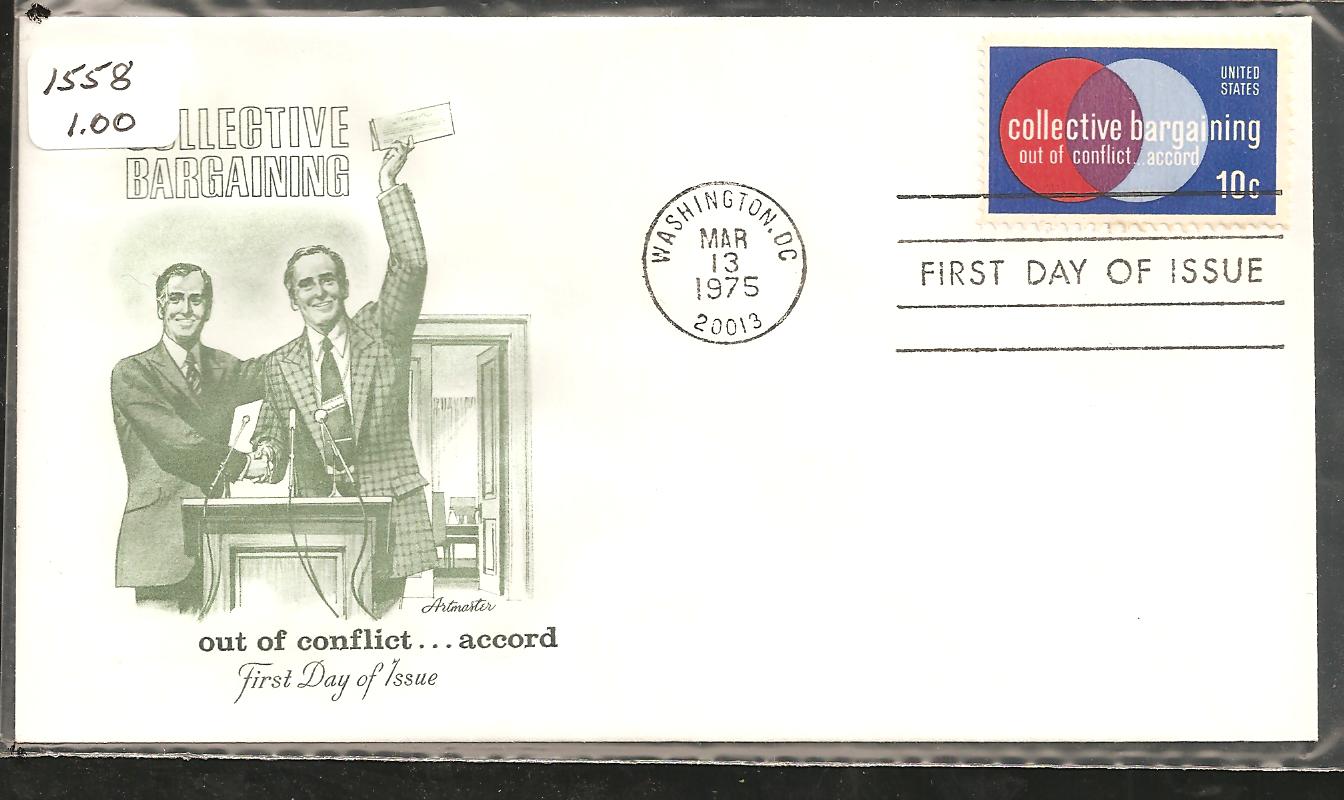 1558
1.00
COLLECTIVE
BARGAINING
Artmaster
out of conflict...accord
First Day of Issue
WASHINGTON.DC
MAR
13
1975
20013
UNITED
STATES
collective bargaining
out of conflict...accord
10c
FIRST DAY OF ISSUE